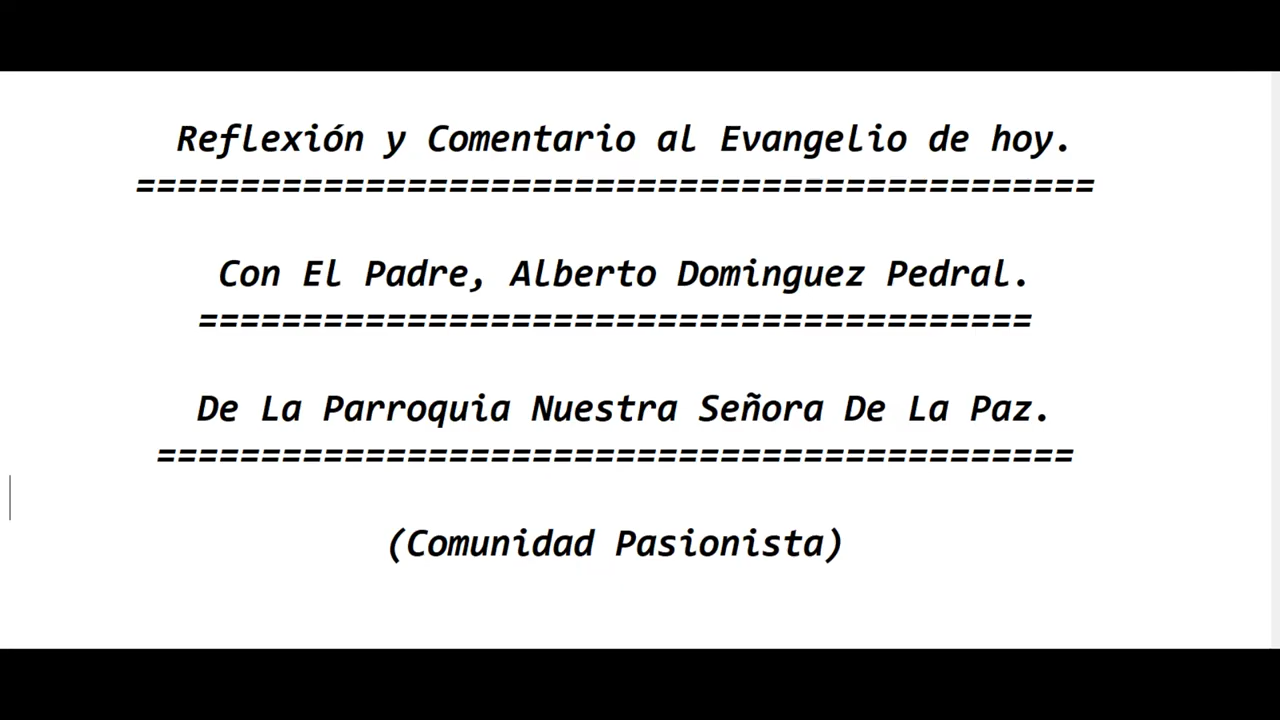 Reflexión y Comentario al Evangelio de hoy.
==============================================
Con El Padre, Alberto Dominguez Pedral.
========================================
De La Parroquia Nuestra Señora De La Paz.
============================================
(Comunidad Pasionista)